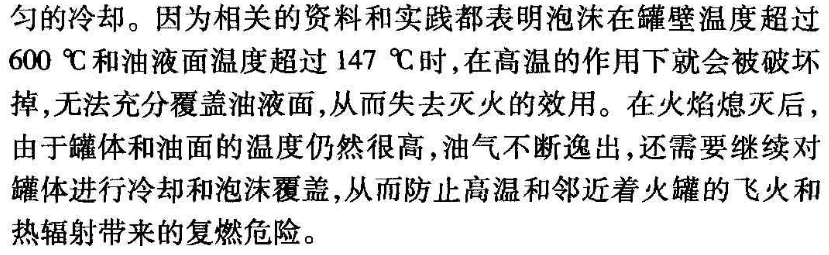 匀的冷却。因为相关的资料和实践都表明泡沫在罐壁温度超过
600 ℃和油液面温度超过 147 ℃时,在高温的作用下就会被破坏
掉,无法充分覆盖油液面,从而失去灭火的效用。在火焰熄灭后,
由于罐体和油面的温度仍然很高,油气不断逸出,还需要继续对
罐体进行冷却和泡沫覆盖,从而防止高温和邻近着火罐的飞火和
热辐射带来的复燃危险。